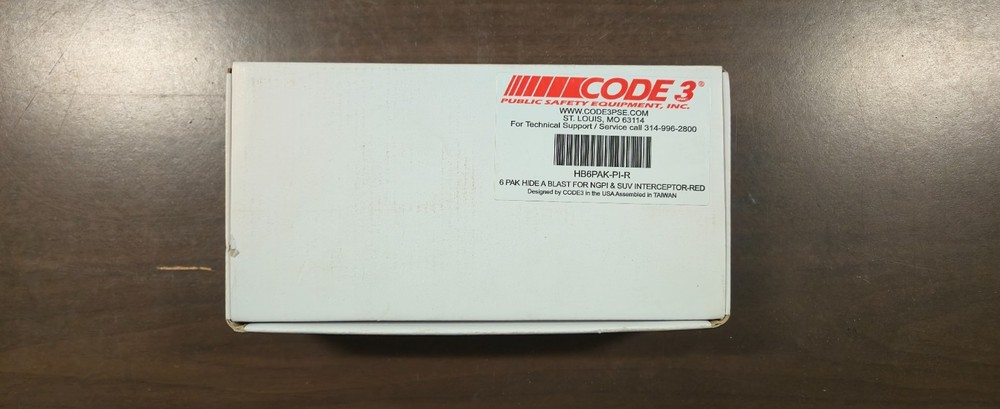 CODE 3®
PUBLIC SAFETY EQUIPMENT, INC.
WWW.CODE3PSE.COM
ST. LOUIS, MO 63114
For Technical Support / Service call 314-996-2800
HB6PAK-PI-R
6 PAK HIDE A BLAST FOR NGPI & SUV INTERCEPTOR-RED
Designed by CODE3 in the USA.Assembled in TAIWAN